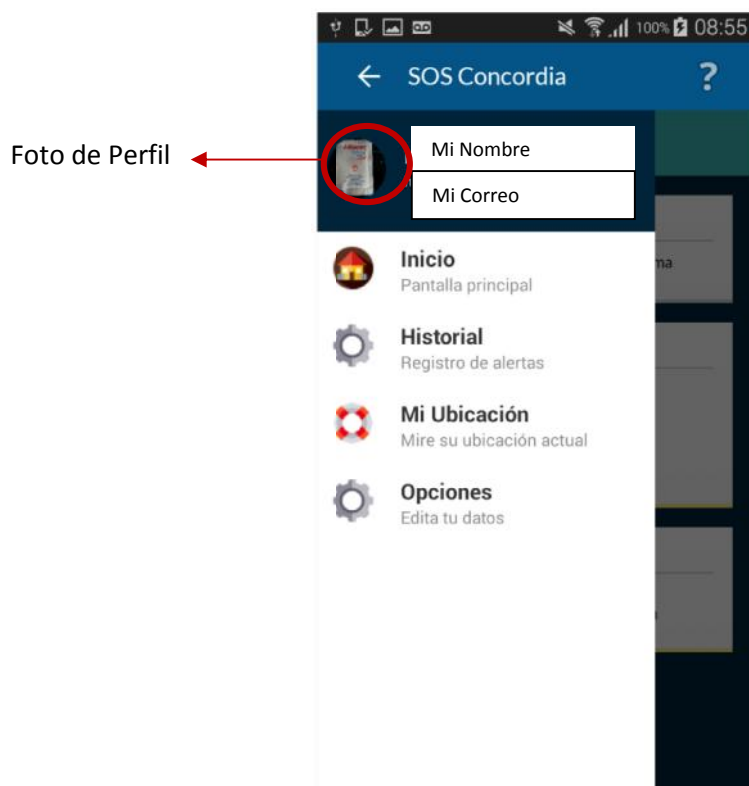 100% 08:55
SOS Concordia ?
Foto de Perfil
Mi Nombre
Mi Correo
Inicio
Pantalla principal
ma
Historial
Registro de alertas
Mi Ubicación
Mire su ubicación actual
Opciones
Edita tu datos